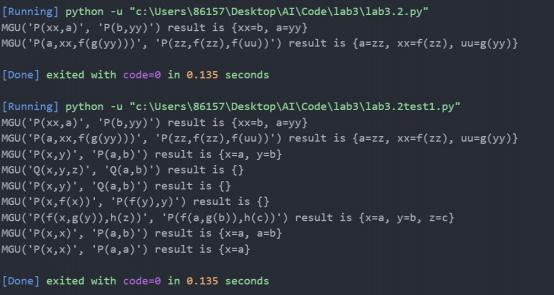 [Running] python -u "c:\Users\86157\Desktop\AI\Code\lab3\lab3.2.py"
MGU('P(xx,a)', 'P(b,yy)') result is {xx=b, a=yy}
MGU('P(a,xx,f(g(yy)))', 'P(zz,f(zz),f(uu))') result is {a=zz, xx=f(zz), uu=g(yy)}
[Done] exited with code=0 in 0.135 seconds
[Running] python -u "c:\Users\86157\Desktop\AI\Code\lab3\lab3.2test1.py"
MGU('P(xx,a)', 'P(b,yy)') result is {xx=b, a=yy}
MGU('P(a,xx,f(g(yy)))', 'P(zz,f(zz),f(uu))') result is {a=zz, xx=f(zz), uu=g(yy)}
MGU('P(x,y)', 'P(a,b)') result is {x=a, y=b}
MGU('Q(x,y,z)', 'Q(a,b)') result is {}
MGU('P(x,y)', 'Q(a,b)') result is {}
MGU('P(x,f(x))', 'P(f(y),y)') result is {}
MGU('P(f(x,g(y)),h(z))', 'P(f(a,g(b)),h(c))') result is {x=a, y=b, z=c}
MGU('P(x,x)', 'P(a,b)') result is {x=a, a=b}
MGU('P(x,x)', 'P(a,a)') result is {x=a}
[Done] exited with code=0 in 0.135 seconds